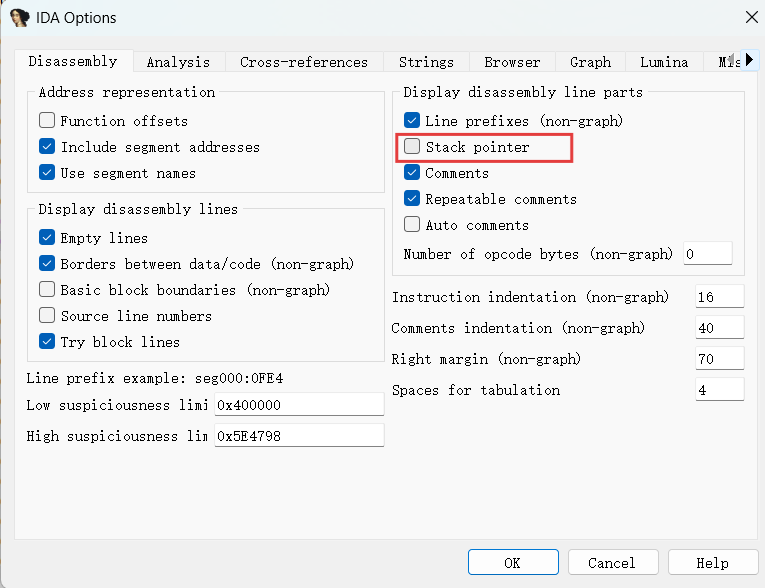 IDA Options
Disassembly Analysis Cross-references Strings Browser Graph Lumina
Address representation
Function offsets
Include segment addresses
Use segment names
Display disassembly lines
Empty lines
Borders between data/code (non-graph)
Basic block boundaries (non-graph)
Source line numbers
Try block lines
Line prefix example: seg000:0FE4
Low suspiciousness limi 0x400000
High suspiciousness lim 0x5E4798
Display disassembly line parts
Line prefixes (non-graph)
Stack pointer
Comments
Repeatable comments
Auto comments
Number of opcode bytes (non-graph) 0
Instruction indentation (non-graph) 16
Comments indentation (non-graph) 40
Right margin (non-graph) 70
Spaces for tabulation 4
OK Cancel Help